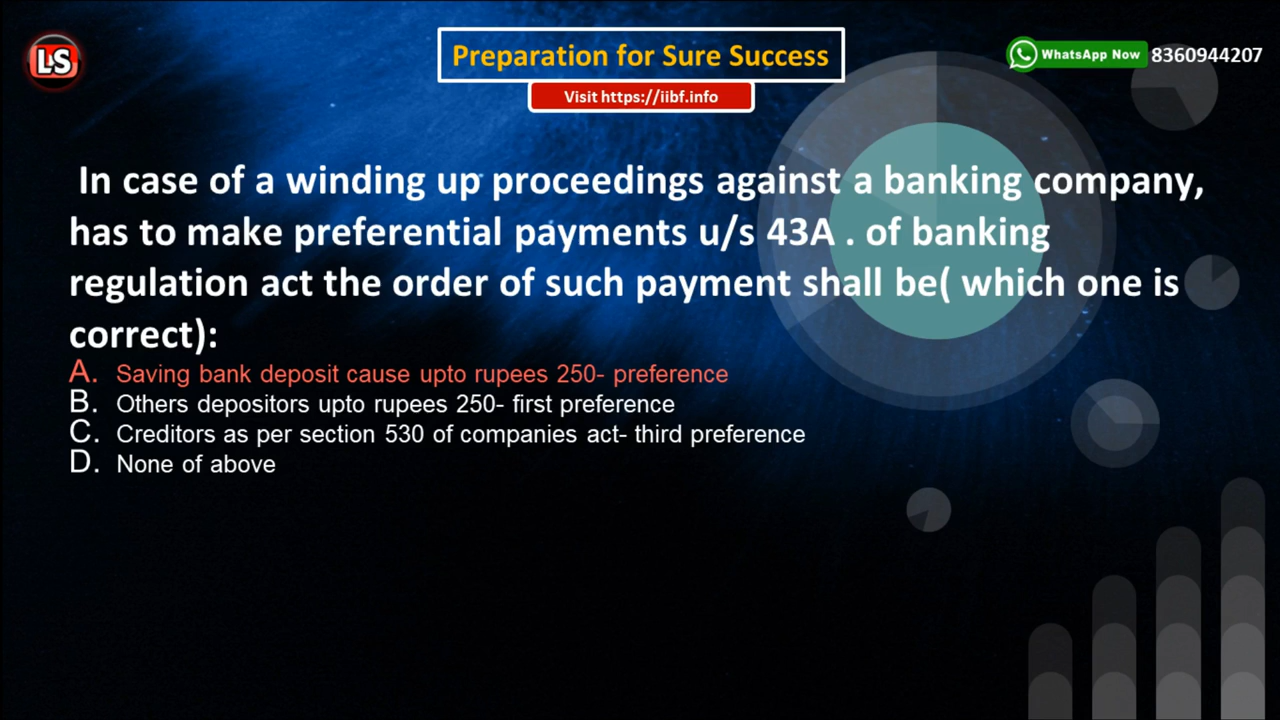 LS
Preparation for Sure Success
WhatsApp Now 8360944207
Visit https://iibf.info
In case of a winding up proceedings against a banking company,
has to make preferential payments u/s 43A . of banking
regulation act the order of such payment shall be( which one is
correct):
A. Saving bank deposit cause upto rupees 250- preference
B. Others depositors upto rupees 250- first preference
C. Creditors as per section 530 of companies act- third preference
D. None of above